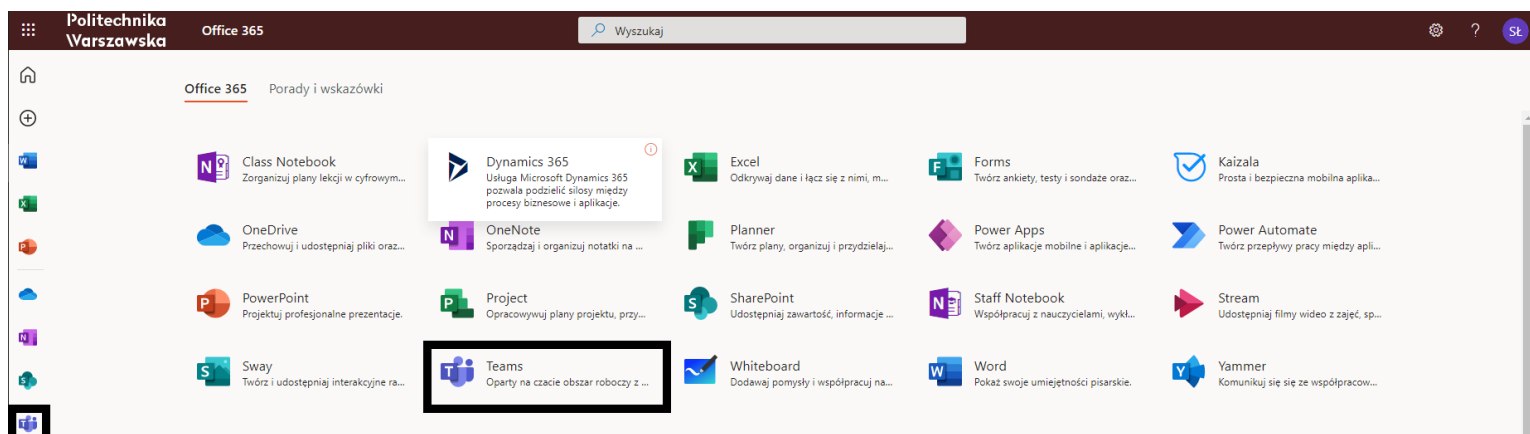 Politechnika
Warszawska
Office 365
Wyszukaj
?
SŁ
Office 365
Porady i wskazówki
Class Notebook
Zorganizuj plany lekcji w cyfrowym...
Dynamics 365
Usługa Microsoft Dynamics 365
pozwala podzielić silosy między
procesy biznesowe i aplikacje.
Excel
Odkrywaj dane i łącz się z nimi, m...
Forms
Twórz ankiety, testy i sondaże oraz...
Kaizala
Prosta i bezpieczna mobilna aplika...
OneDrive
Przechowuj i udostępniaj pliki oraz...
OneNote
Sporządzaj i organizuj notatki na ...
Planner
Twórz plany, organizuj i przydzielaj...
Power Apps
Twórz aplikacje mobilne i aplikacje...
Power Automate
Twórz przepływy pracy między apli...
PowerPoint
Projektuj profesjonalne prezentacje.
Project
Opracowywuj plany projektu, przy...
SharePoint
Udostępniaj zawartość, informacje ...
Staff Notebook
Współpracuj z nauczycielami, wykł...
Stream
Udostępniaj filmy wideo z zajęć, sp...
Sway
Twórz i udostępniaj interakcyjne ra...
Teams
Oparty na czacie obszar roboczy z ...
Whiteboard
Dodawaj pomysły i współpracuj na...
Word
Pokaż swoje umiejętności pisarskie.
Yammer
Komunikuj się się ze współpracow...